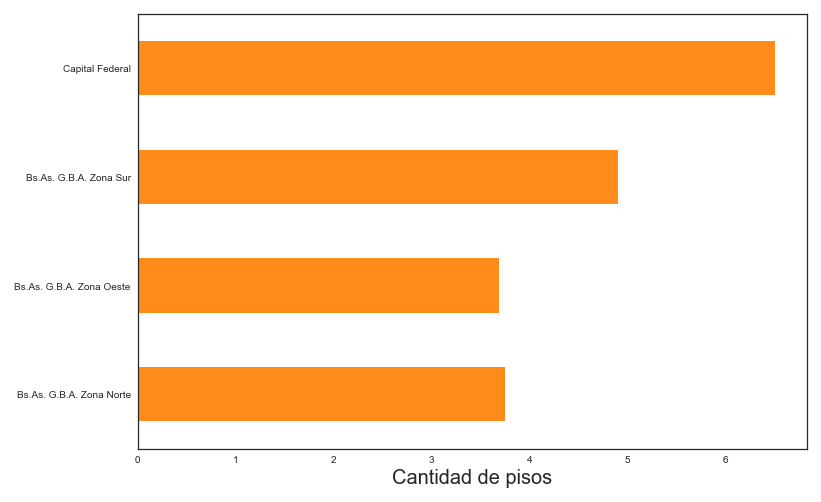 Capital Federal
Bs.As. G.B.A. Zona Sur
Bs.As. G.B.A. Zona Oeste
Bs.As. G.B.A. Zona Norte
0 1 2 3 4 5 6
Cantidad de pisos